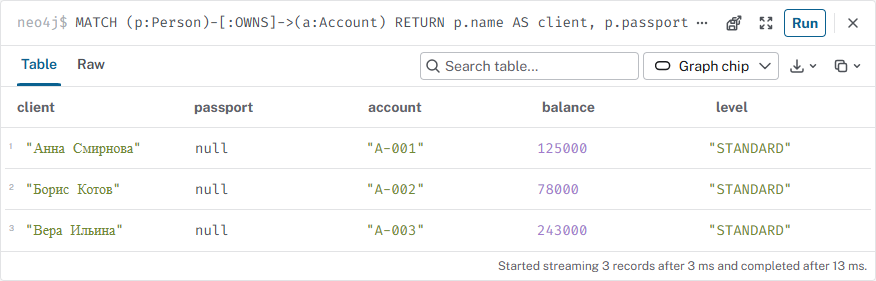 neo4j$ MATCH (p:Person)-[:OWNS]->(a:Account) RETURN p.name AS client, p.passport ··· Run
Table Raw Search table... Graph chip
client passport account balance level
1 "Анна Смирнова" null "A-001" 125000 "STANDARD"
2 "Борис Котов" null "A-002" 78000 "STANDARD"
3 "Вера Ильина" null "A-003" 243000 "STANDARD"
Started streaming 3 records after 3 ms and completed after 13 ms.